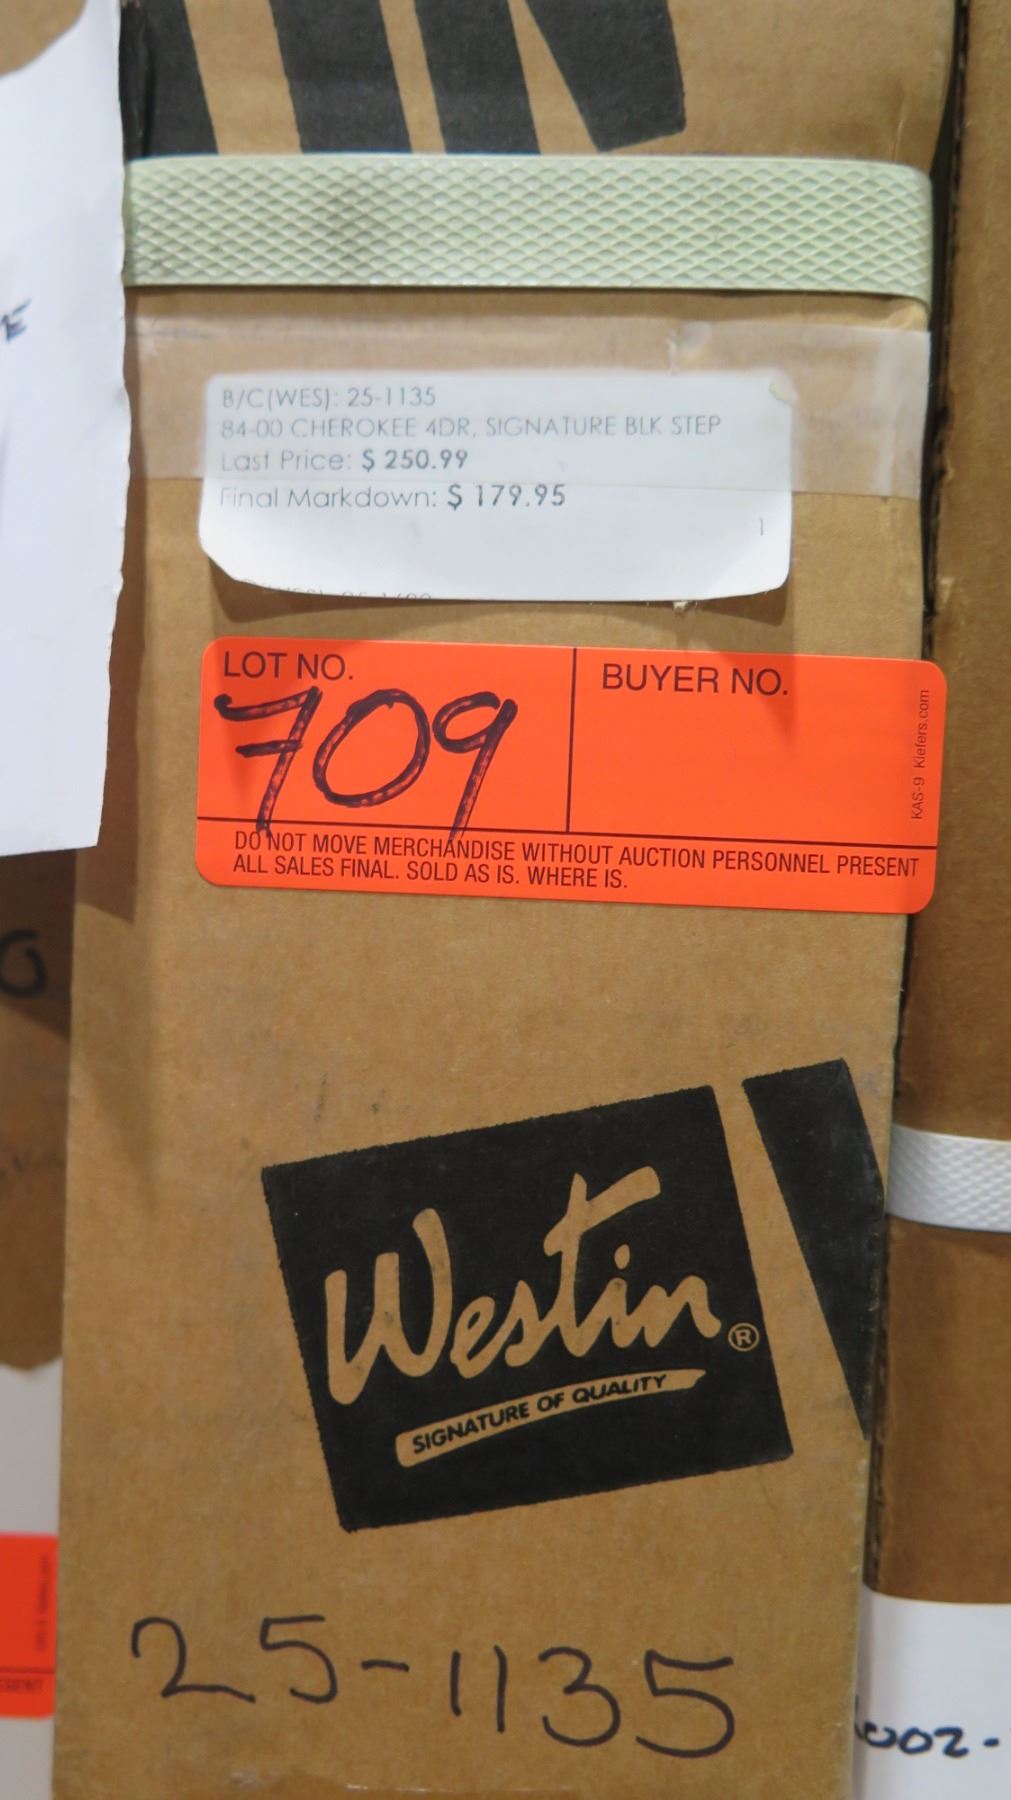 B/C(WES): 25-1135
84-00 CHEROKEE 4DR, SIGNATURE BLK STEP
Last Price: $ 250.99
Final Markdown: $ 179.95
1
LOT NO.
709
BUYER NO.
KAS-9 Kiefers.com
DO NOT MOVE MERCHANDISE WITHOUT AUCTION PERSONNEL PRESENT
ALL SALES FINAL. SOLD AS IS. WHERE IS.
Westin®
SIGNATURE OF QUALITY
25-1135
002-